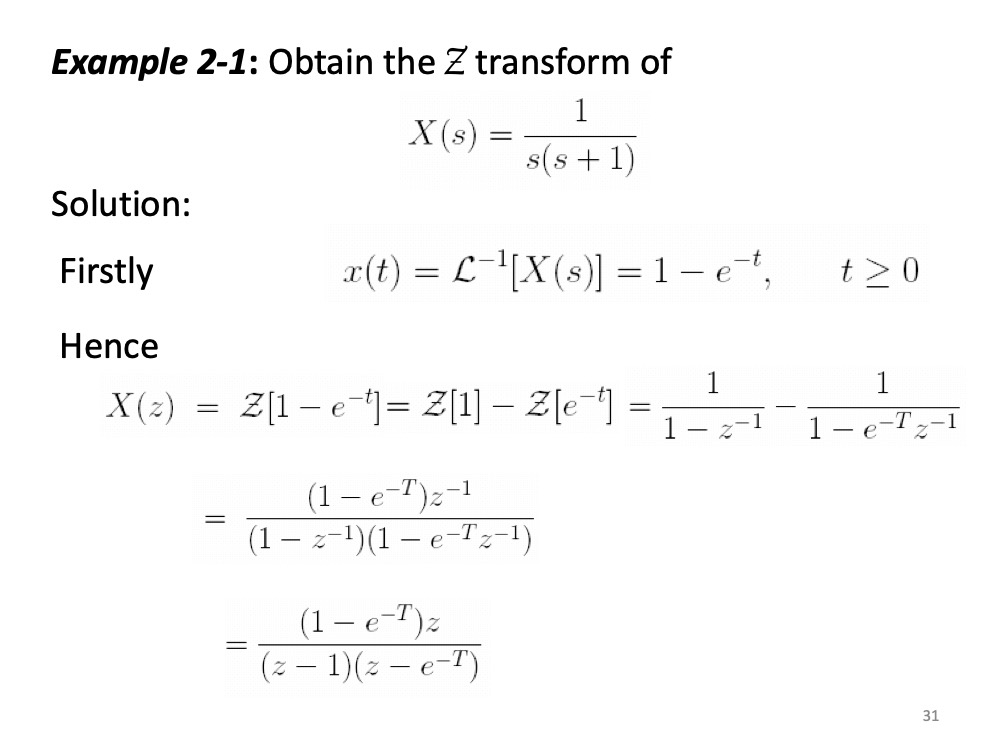 Example 2-1: Obtain the 𝒵 transform of
X(s) = 1 / s(s + 1)
Solution:
Firstly x(t) = ℒ⁻¹[X(s)] = 1 − e⁻ᵗ, t ≥ 0
Hence
X(z) = 𝒵[1 − e⁻ᵗ] = 𝒵[1] − 𝒵[e⁻ᵗ] = 1 / (1 − z⁻¹) − 1 / (1 − e⁻ᵀz⁻¹)
= (1 − e⁻ᵀ)z⁻¹ / (1 − z⁻¹)(1 − e⁻ᵀz⁻¹)
= (1 − e⁻ᵀ)z / (z − 1)(z − e⁻ᵀ)
31